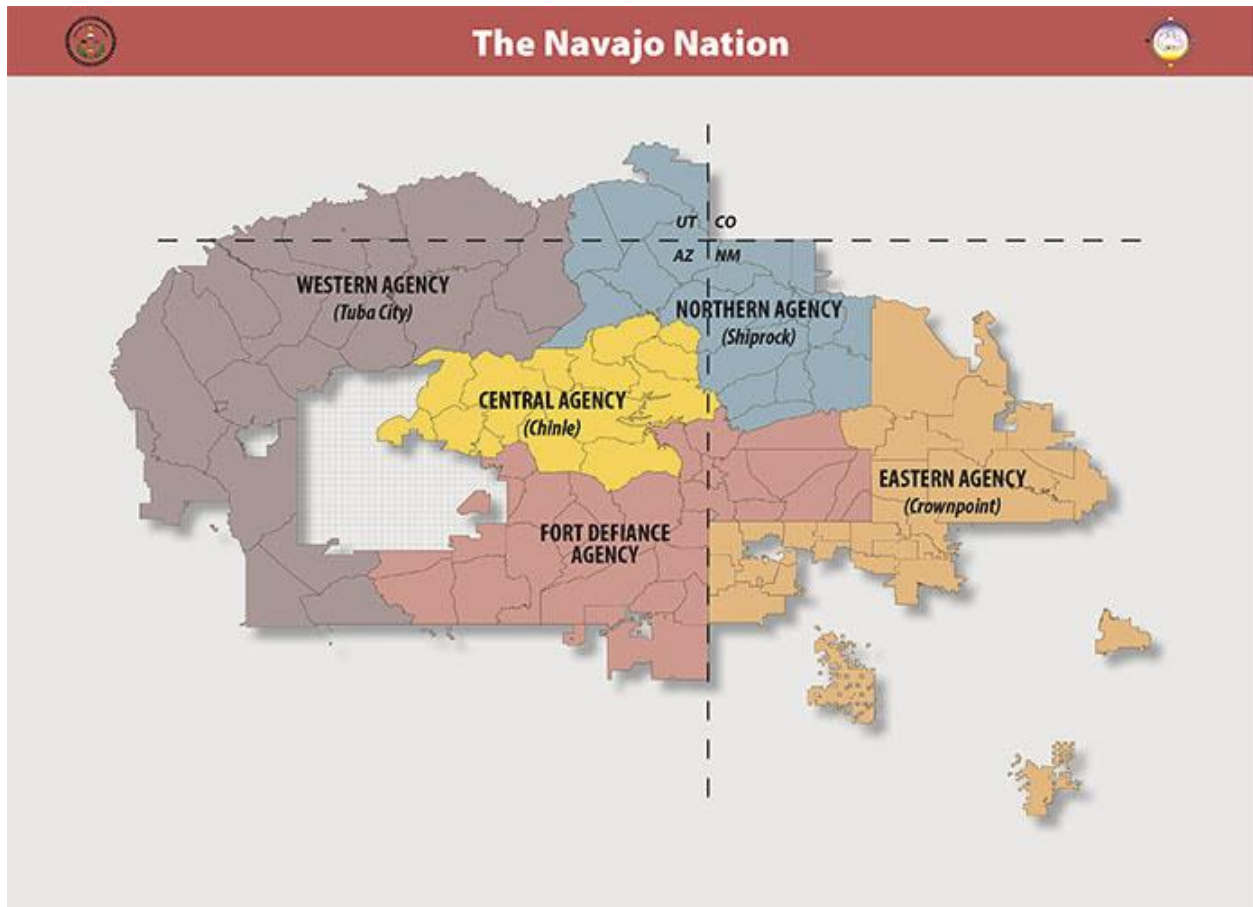 The Navajo Nation
UT CO
AZ NM
WESTERN AGENCY
(Tuba City)
NORTHERN AGENCY
(Shiprock)
CENTRAL AGENCY
(Chinle)
EASTERN AGENCY
(Crownpoint)
FORT DEFIANCE
AGENCY